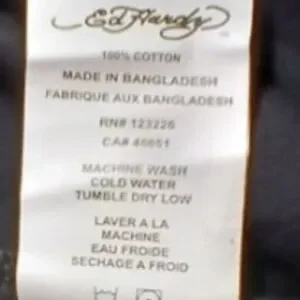 Ed Hardy
100% COTTON
MADE IN BANGLADESH
FABRIQUE AUX BANGLADESH
RN# 123226
CA# 46051
MACHINE WASH
COLD WATER
TUMBLE DRY LOW
LAVER A LA
MACHINE
EAU FROIDE
SECHAGE A FROID